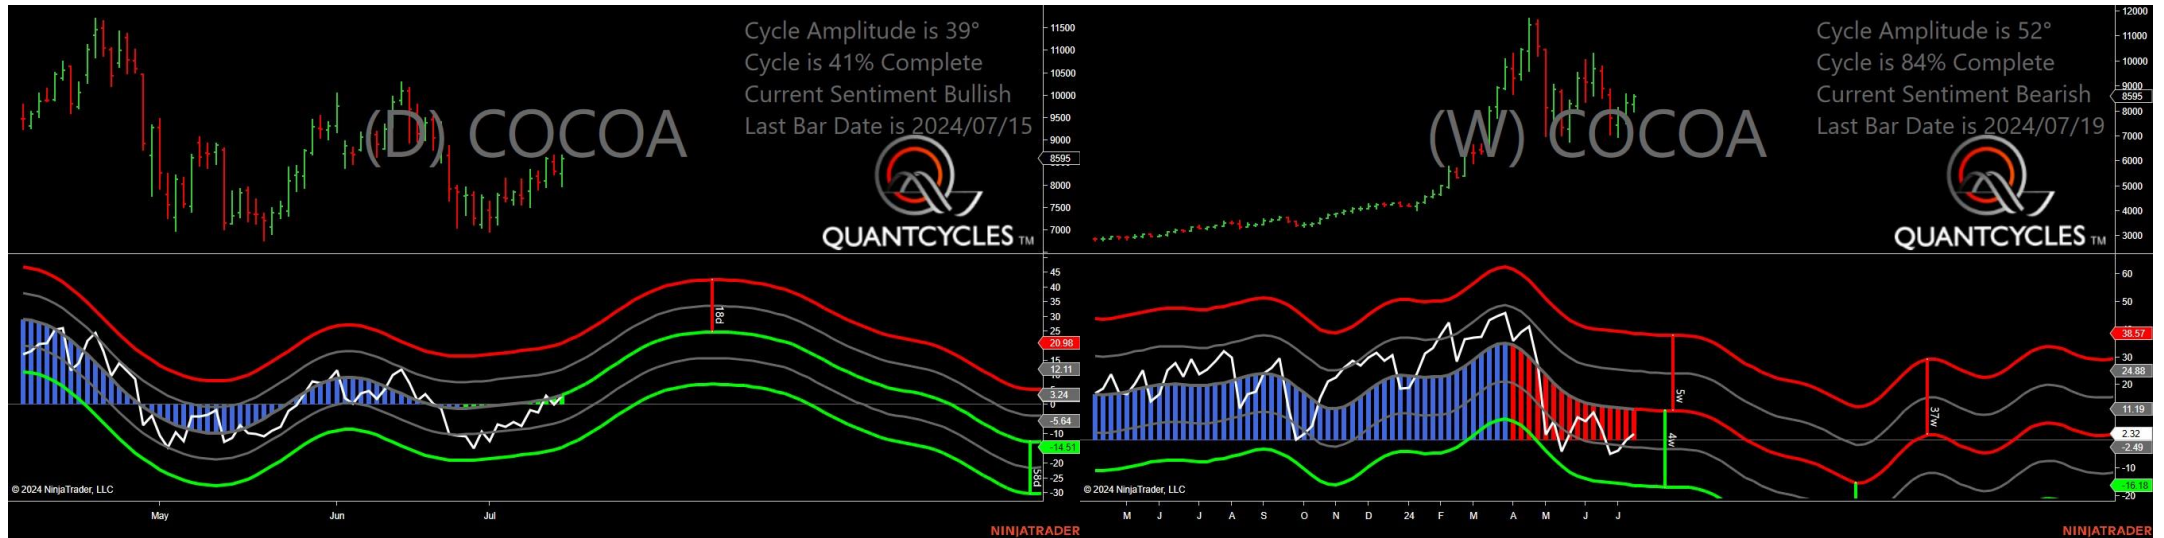 Cycle Amplitude is 39°
Cycle is 41% Complete
Current Sentiment Bullish
Last Bar Date is 2024/07/15
(D) COCOA
QUANTCYCLES TM
11500
11000
10500
10000
9500
9000
8595
8000
7500
7000
45
40
35
30
25
20.98
15
12.11
3.24
0
-5.64
-10
-14.51
-20
-25
-30
18d
58d
© 2024 NinjaTrader, LLC
May Jun Jul
NINJATRADER
Cycle Amplitude is 52°
Cycle is 84% Complete
Current Sentiment Bearish
Last Bar Date is 2024/07/19
(W) COCOA
QUANTCYCLES TM
12000
11000
10000
9000
8595
8000
7000
6000
5000
4000
3000
60
50
38.57
30
24.88
20
11.19
2.32
-2.49
-10
-16.18
-20
5w
4w
37w
© 2024 NinjaTrader, LLC
M J J A S O N D 24 F M A M J J
NINJATRADER